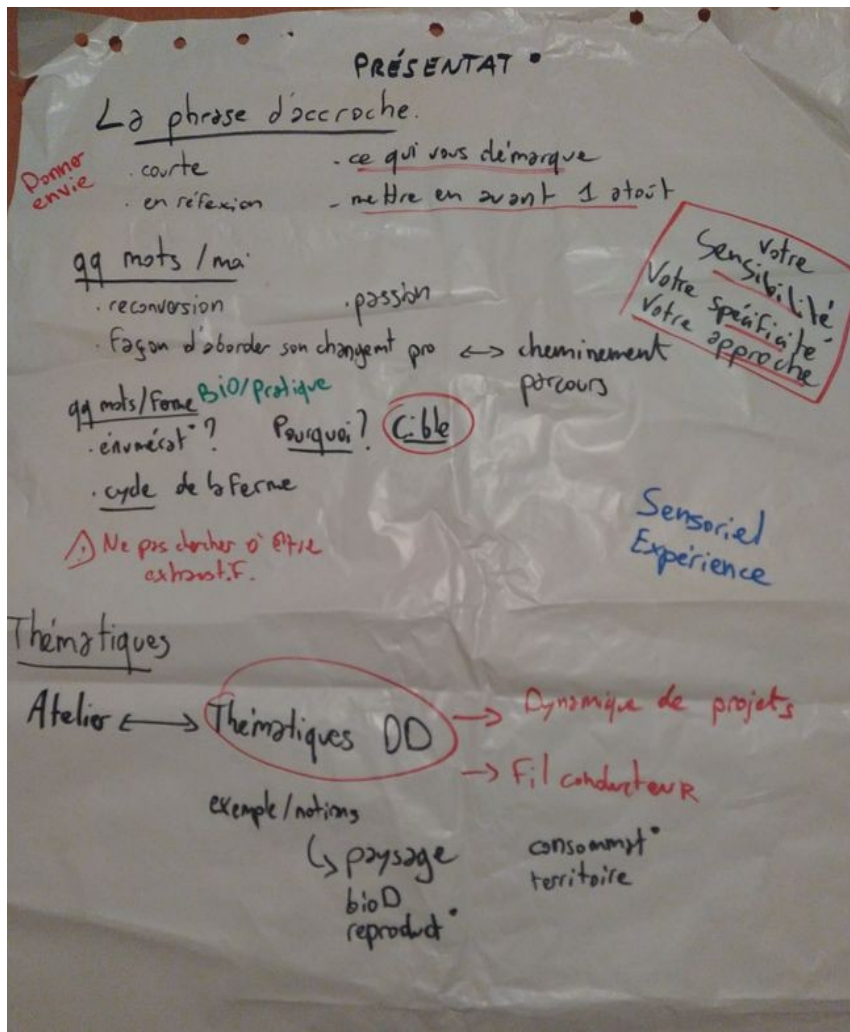 PRÉSENTAT°
La phrase d'accroche.
Donner
envie
. courte
. en réfexion
- ce qui vous démarque
- mettre en avant 1 atout
votre
Sensibilité
Votre spécificité
Votre approche
qq mots / moi
. reconversion
. passion
. Façon d'aborder son changemt pro <-> cheminement
parcours
qq mots/Ferme BiO/Pratique
. énumérat° ? Pourquoi ? Cible
. cycle de la Ferme
Sensoriel
Expérience
⚠ Ne pas chercher à être
exhaustif.
Thématiques
Atelier <-> Thématiques DD -> Dynamique de projets
-> Fil conducteur
exemple/notions
↳ paysage
bioD
reproduct°
consommat°
territoire